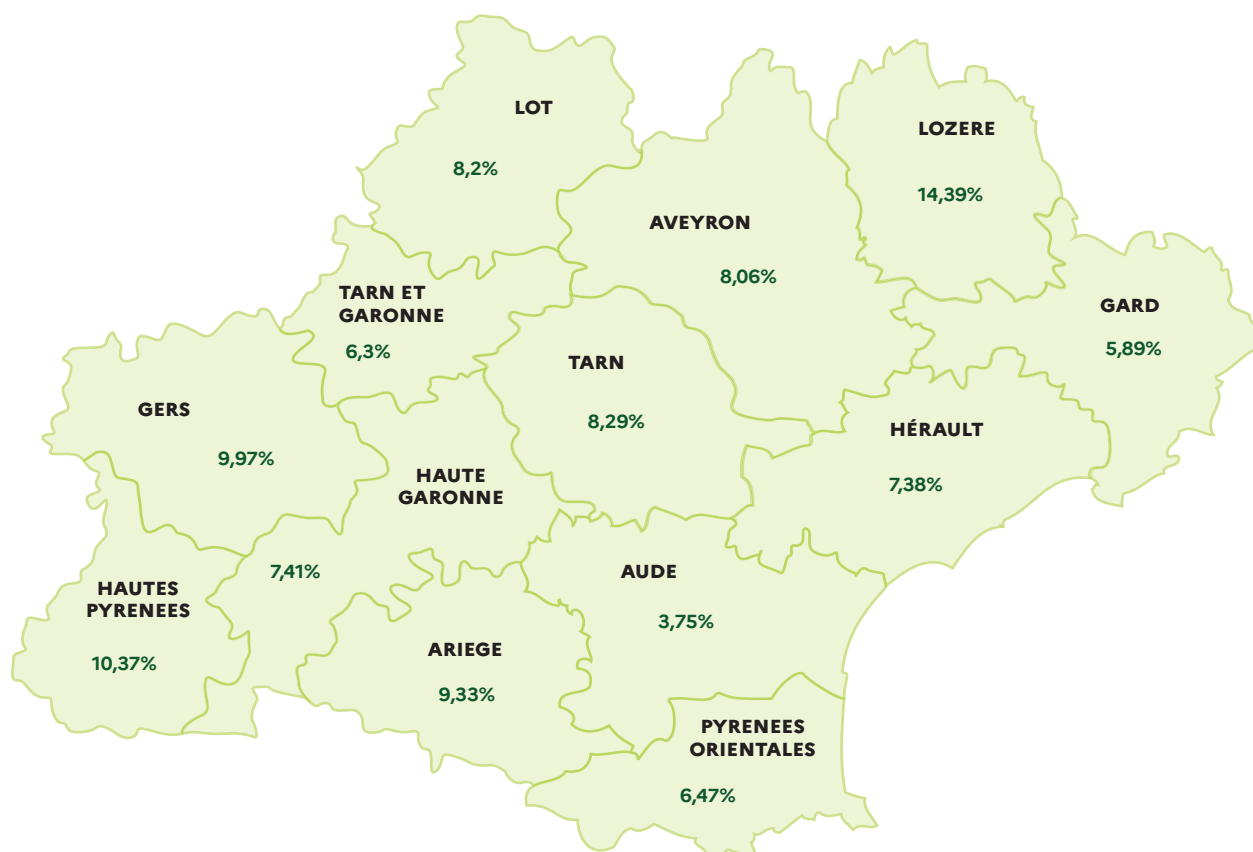 LOT
8,2%
LOZERE
14,39%
AVEYRON
8,06%
TARN ET
GARONNE
6,3%
GARD
5,89%
TARN
8,29%
GERS
9,97%
HÉRAULT
7,38%
HAUTE
GARONNE
7,41%
HAUTES
PYRENEES
10,37%
AUDE
3,75%
ARIEGE
9,33%
PYRENEES
ORIENTALES
6,47%